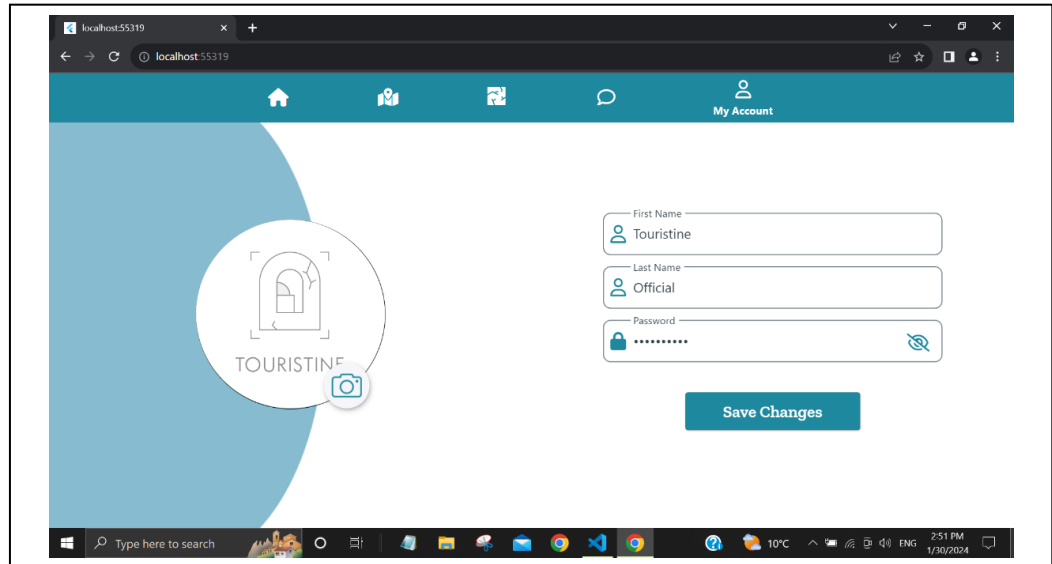 localhost:55319
localhost:55319
My Account
First Name
Touristine
Last Name
Official
Password
••••••••••
TOURISTINE
Save Changes
Type here to search
10°C
ENG
2:51 PM
1/30/2024